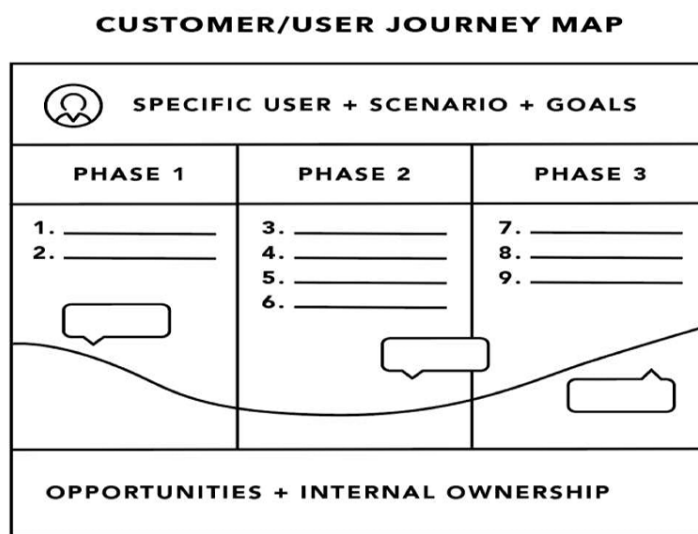 CUSTOMER/USER JOURNEY MAP
SPECIFIC USER + SCENARIO + GOALS
PHASE 1
PHASE 2
PHASE 3
1.
2.
3.
4.
5.
6.
7.
8.
9.
OPPORTUNITIES + INTERNAL OWNERSHIP